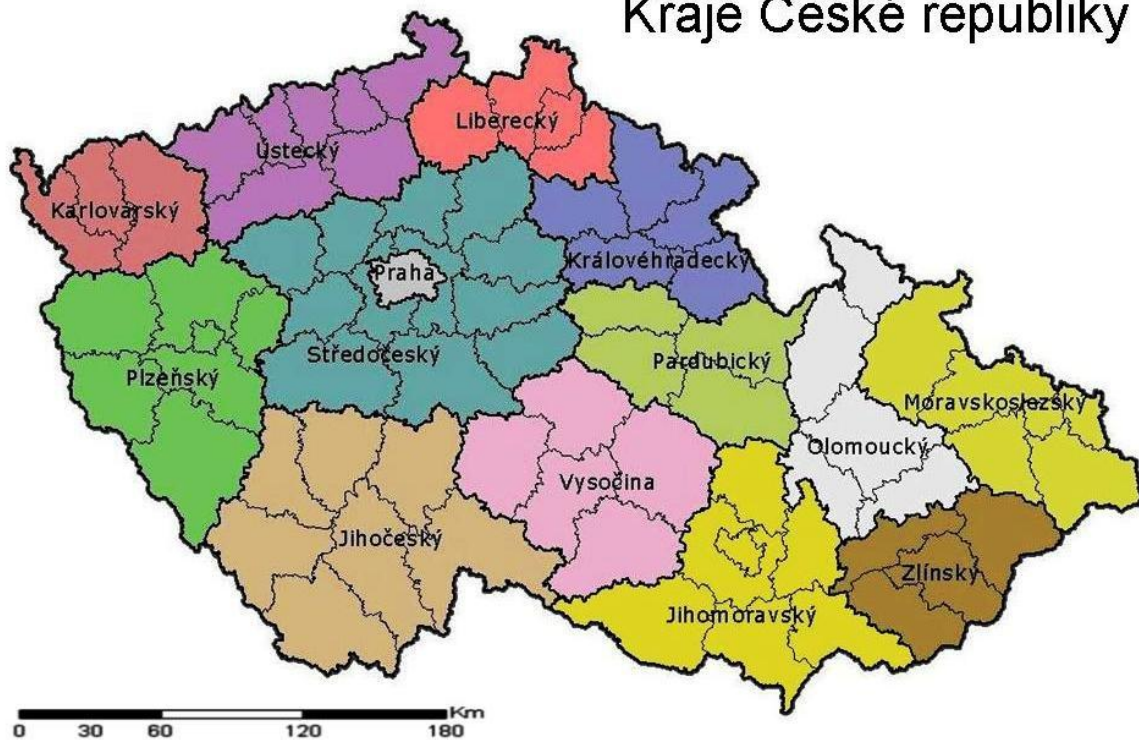 Kraje České republiky
Liberecký
Ústecký
Karlovarský
Královéhradecký
Praha
Středočeský
Pardubický
Plzeňský
Moravskoslezský
Olomoucký
Vysočina
Jihočeský
Zlínský
Jihomoravský
Km
0 30 60 120 180